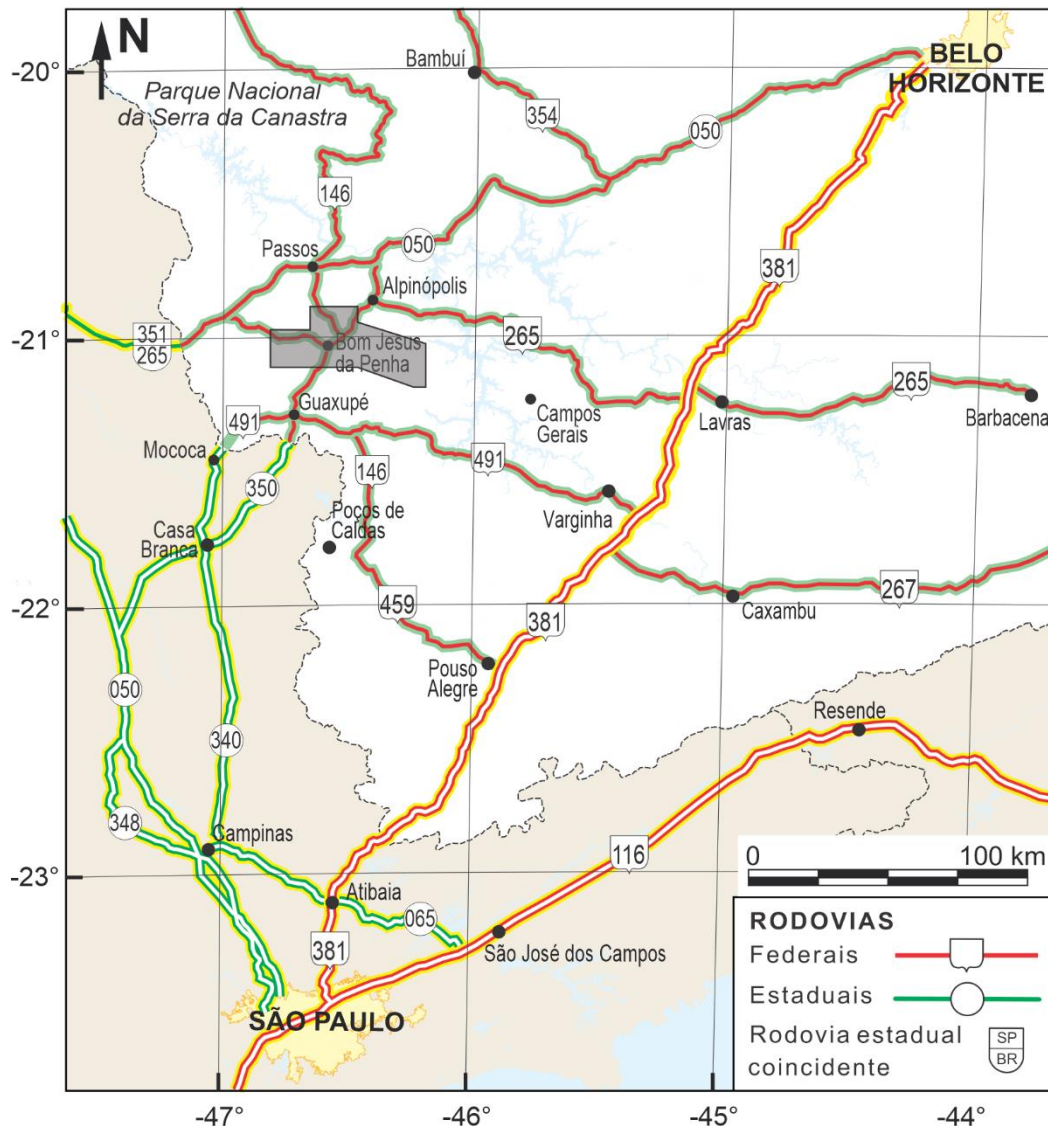 N
BELO
HORIZONTE
Bambuí
-20°
Parque Nacional
da Serra da Canastra
354
050
146
Passos
050
381
Alpinópolis
351
265
-21°
Bom Jesus
da Penha
265
Guaxupé
491
Campos
Gerais
Lavras
265
Barbacena
Mococa
350
146
491
Varginha
Casa
Branca
Poços de
Caldas
-22°
459
381
267
Caxambu
Pouso
Alegre
050
340
Resende
348
Campinas
116
-23°
Atibaia
065
381
São José dos Campos
SÃO PAULO
0
100 km
RODOVIAS
Federais
Estaduais
Rodovia estadual
coincidente
SP
BR
-47°
-46°
-45°
-44°